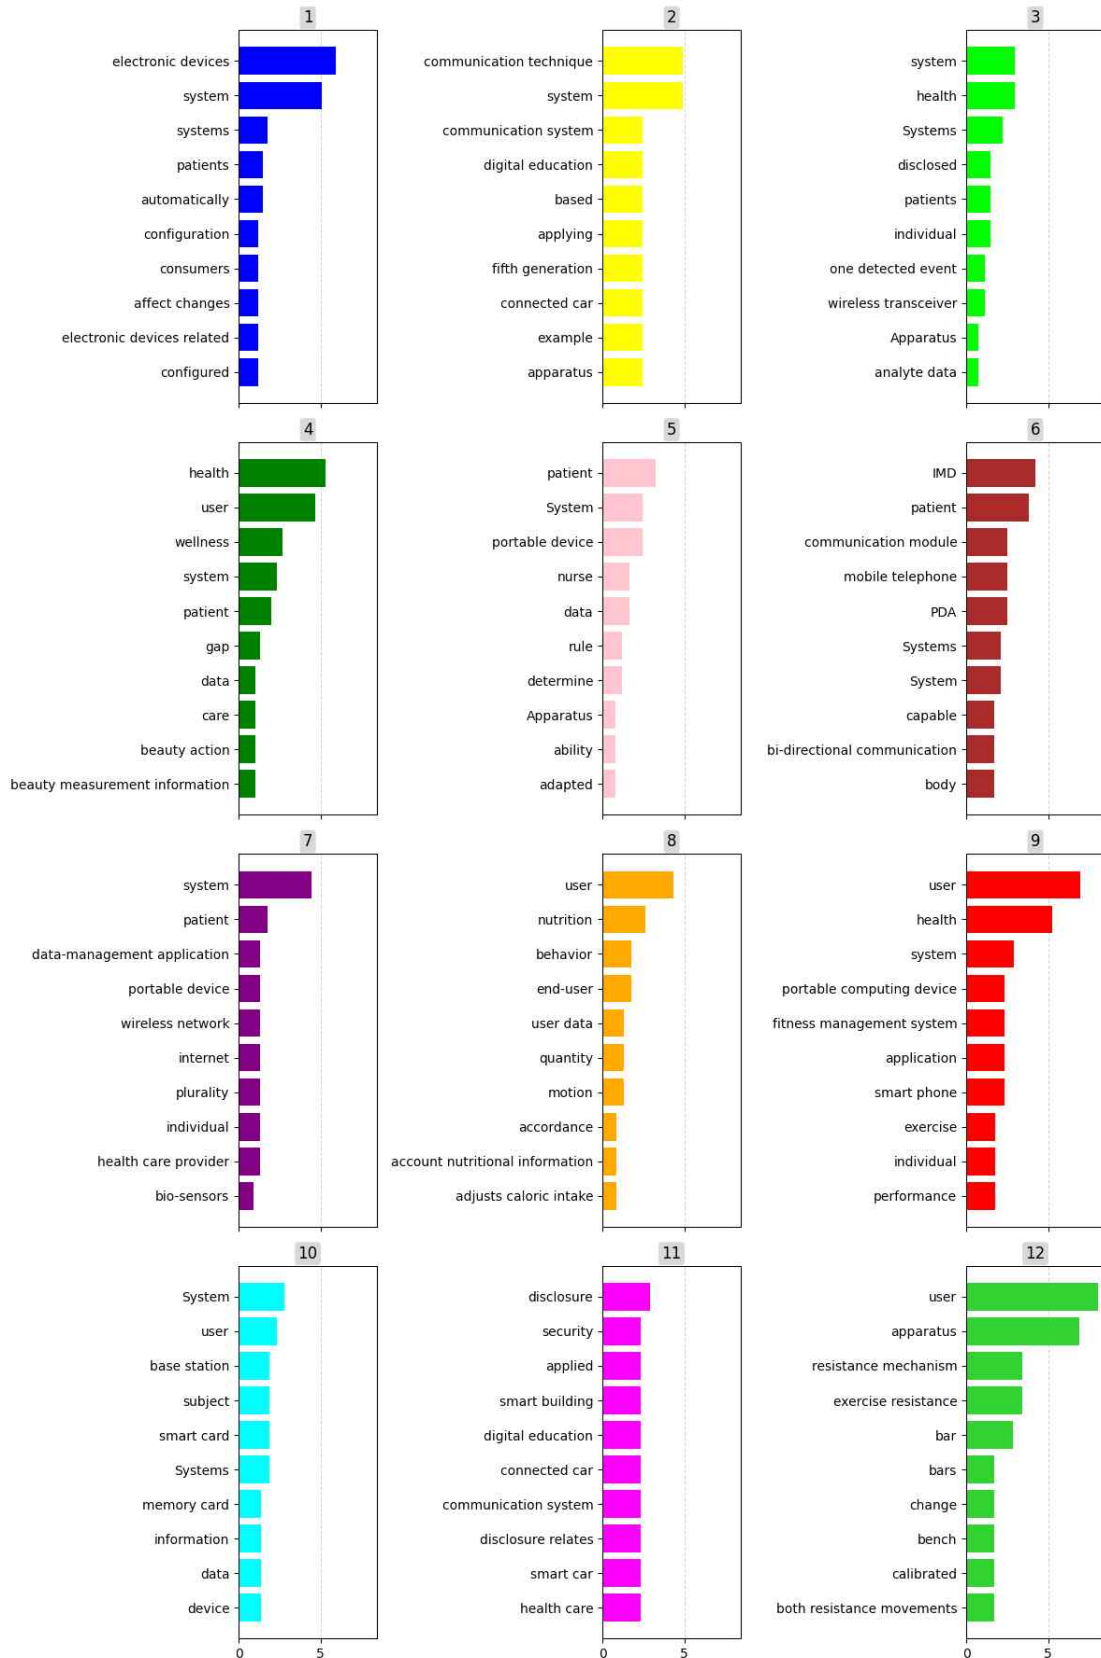 1
electronic devices
system
systems
patients
automatically
configuration
consumers
affect changes
electronic devices related
configured
2
communication technique
system
communication system
digital education
based
applying
fifth generation
connected car
example
apparatus
3
system
health
Systems
disclosed
patients
individual
one detected event
wireless transceiver
Apparatus
analyte data
4
health
user
wellness
system
patient
gap
data
care
beauty action
beauty measurement information
5
patient
System
portable device
nurse
data
rule
determine
Apparatus
ability
adapted
6
IMD
patient
communication module
mobile telephone
PDA
Systems
System
capable
bi-directional communication
body
7
system
patient
data-management application
portable device
wireless network
internet
plurality
individual
health care provider
bio-sensors
8
user
nutrition
behavior
end-user
user data
quantity
motion
accordance
account nutritional information
adjusts caloric intake
9
user
health
system
portable computing device
fitness management system
application
smart phone
exercise
individual
performance
10
System
user
base station
subject
smart card
Systems
memory card
information
data
device
0 5
11
disclosure
security
applied
smart building
digital education
connected car
communication system
disclosure relates
smart car
health care
0 5
12
user
apparatus
resistance mechanism
exercise resistance
bar
bars
change
bench
calibrated
both resistance movements
0 5